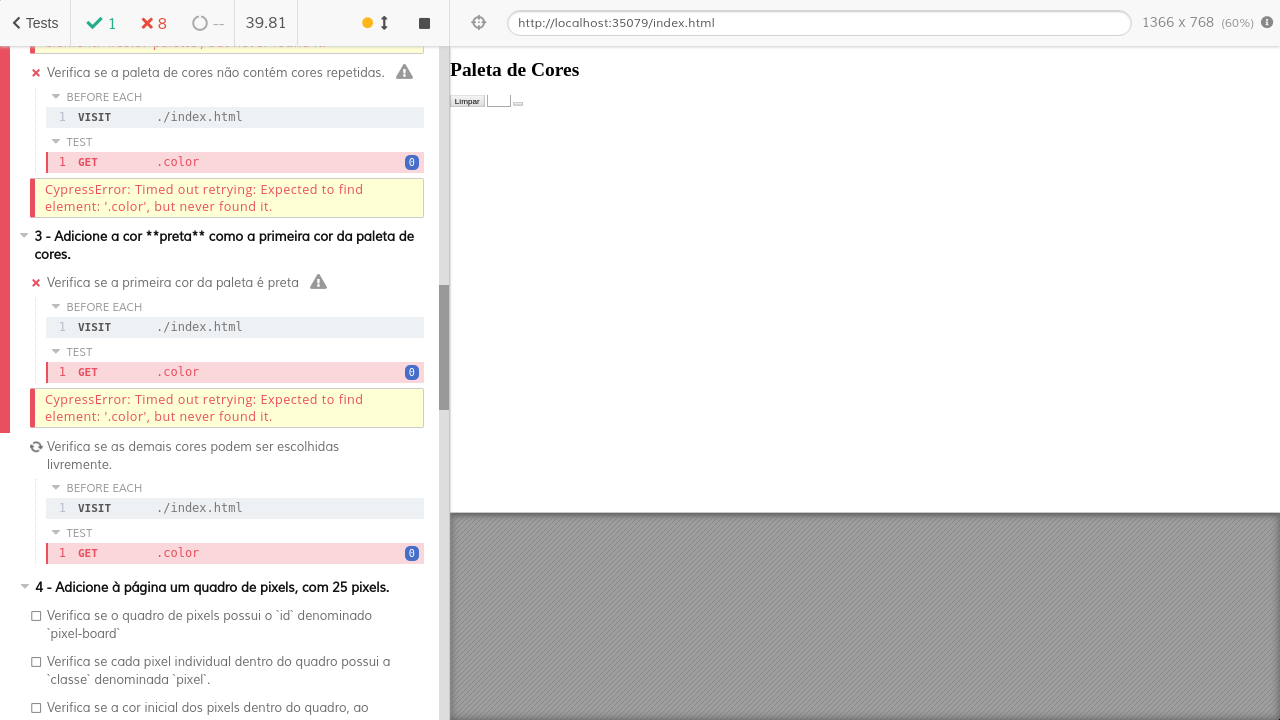 Tests
1
8
--
39.81
http://localhost:35079/index.html
1366 x 768 (60%)
Verifica se a paleta de cores não contém cores repetidas.
BEFORE EACH
1 VISIT ./index.html
TEST
1 GET .color 0
CypressError: Timed out retrying: Expected to find
element: '.color', but never found it.
3 - Adicione a cor **preta** como a primeira cor da paleta de
cores.
Verifica se a primeira cor da paleta é preta
BEFORE EACH
1 VISIT ./index.html
TEST
1 GET .color 0
CypressError: Timed out retrying: Expected to find
element: '.color', but never found it.
Verifica se as demais cores podem ser escolhidas
livremente.
BEFORE EACH
1 VISIT ./index.html
TEST
1 GET .color 0
4 - Adicione à página um quadro de pixels, com 25 pixels.
Verifica se o quadro de pixels possui o `id` denominado
`pixel-board`
Verifica se cada pixel individual dentro do quadro possui a
`classe` denominada `pixel`.
Verifica se a cor inicial dos pixels dentro do quadro, ao
Paleta de Cores
Limpar